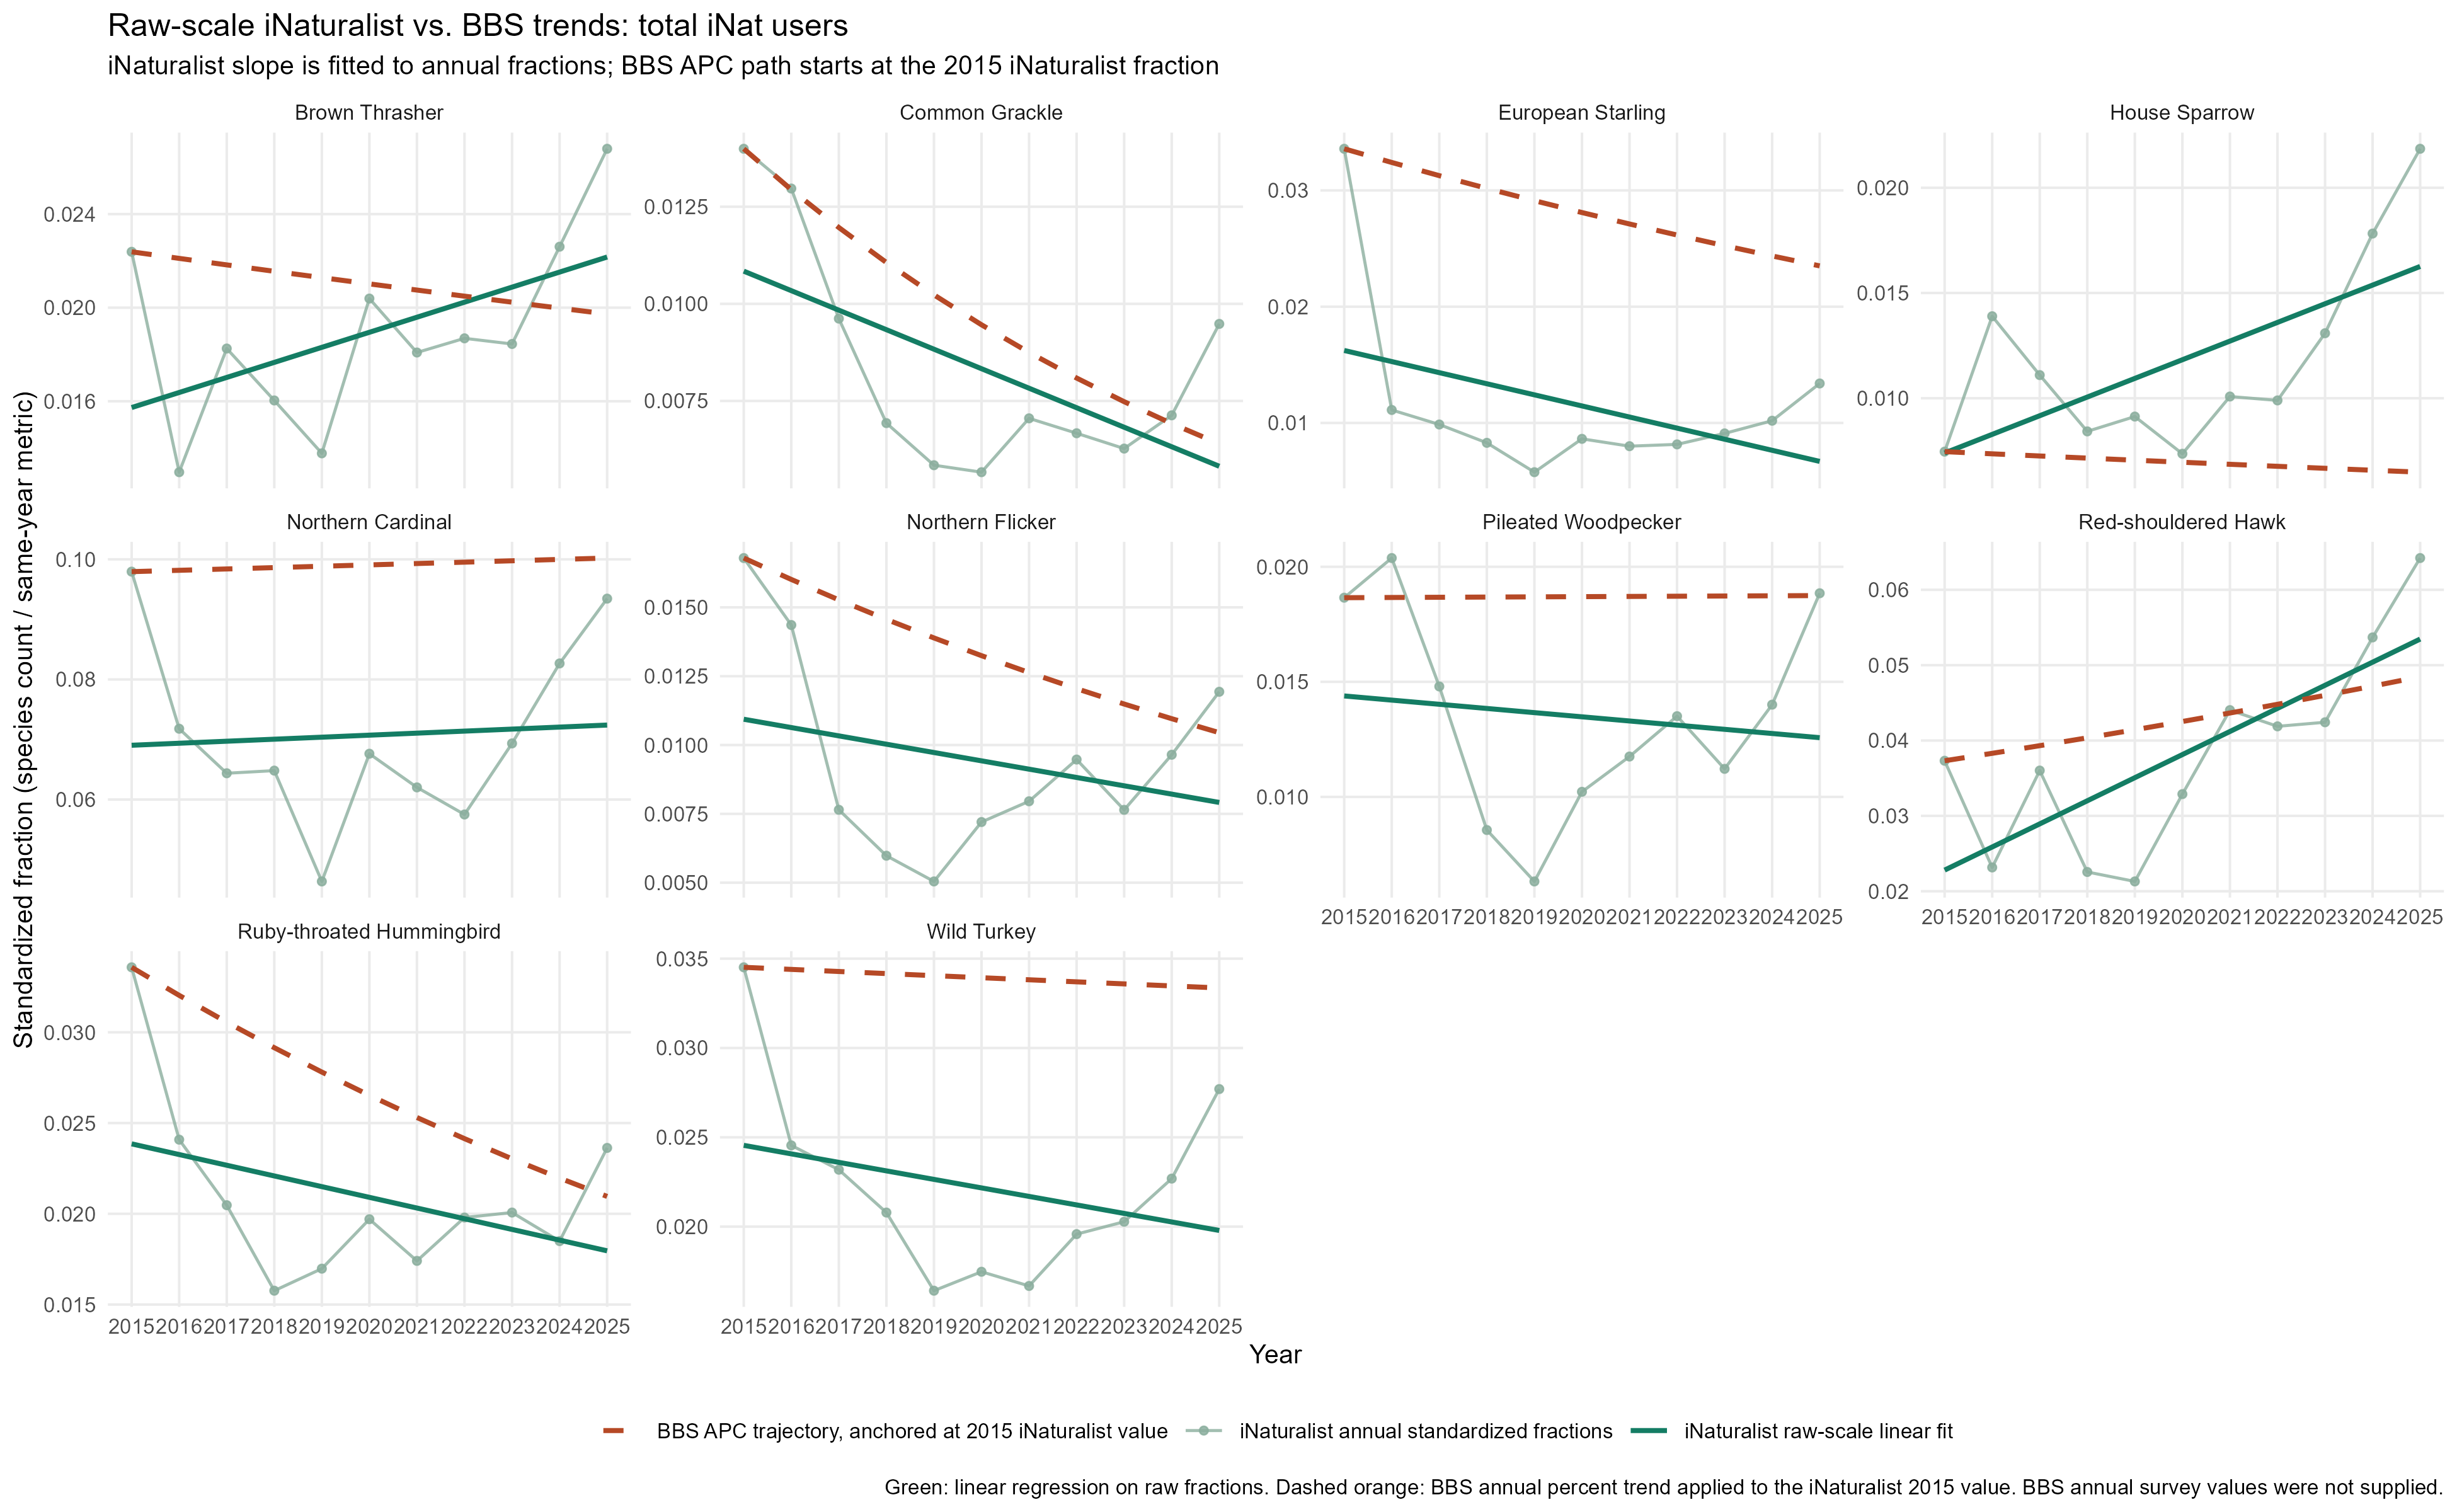 Raw-scale iNaturalist vs. BBS trends: total iNat users
iNaturalist slope is fitted to annual fractions; BBS APC path starts at the 2015 iNaturalist fraction
Standardized fraction (species count / same-year metric)
Brown Thrasher
0.024
0.020
0.016
Common Grackle
0.0125
0.0100
0.0075
European Starling
0.03
0.02
0.01
House Sparrow
0.020
0.015
0.010
Northern Cardinal
0.10
0.08
0.06
Northern Flicker
0.0150
0.0125
0.0100
0.0075
0.0050
Pileated Woodpecker
0.020
0.015
0.010
2015 2016 2017 2018 2019 2020 2021 2022 2023 2024 2025
Red-shouldered Hawk
0.06
0.05
0.04
0.03
0.02
2015 2016 2017 2018 2019 2020 2021 2022 2023 2024 2025
Ruby-throated Hummingbird
0.030
0.025
0.020
0.015
2015 2016 2017 2018 2019 2020 2021 2022 2023 2024 2025
Wild Turkey
0.035
0.030
0.025
0.020
2015 2016 2017 2018 2019 2020 2021 2022 2023 2024 2025
Year
BBS APC trajectory, anchored at 2015 iNaturalist value
iNaturalist annual standardized fractions
iNaturalist raw-scale linear fit
Green: linear regression on raw fractions. Dashed orange: BBS annual percent trend applied to the iNaturalist 2015 value. BBS annual survey values were not supplied.